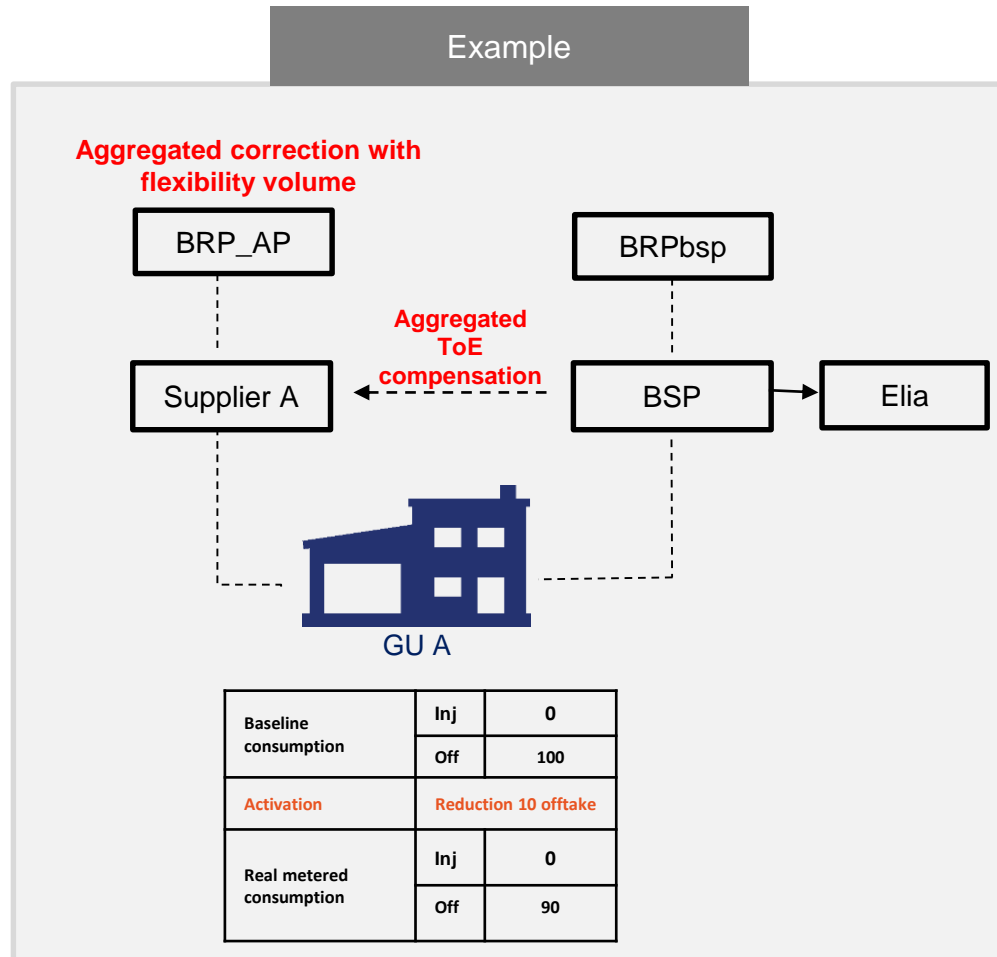 Example
Aggregated correction with
flexibility volume
BRP_AP
BRPbsp
Aggregated
ToE
compensation
Supplier A
BSP
Elia
GU A
Baseline
consumption
Inj
0
Off
100
Activation
Reduction 10 offtake
Real metered
consumption
Inj
0
Off
90